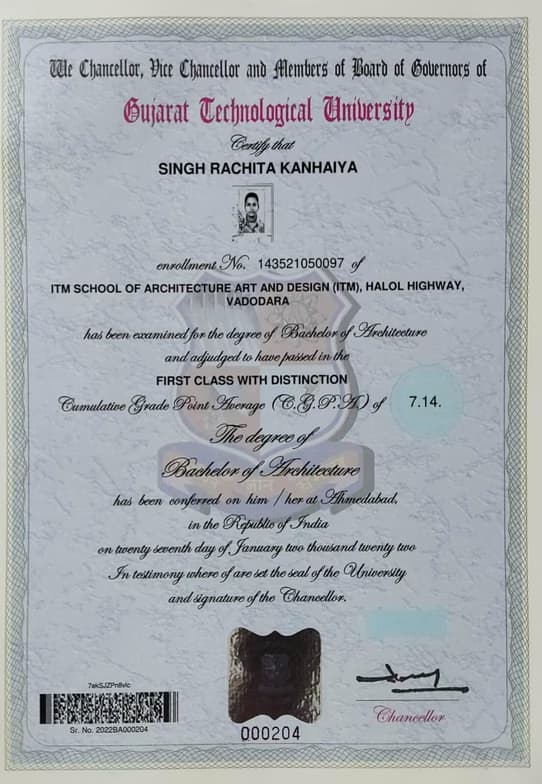 We Chancellor, Vice Chancellor and Members of Board of Governors of
Gujarat Technological University
Certify that
SINGH RACHITA KANHAIYA
enrollment No. 143521050097 of
ITM SCHOOL OF ARCHITECTURE ART AND DESIGN (ITM), HALOL HIGHWAY,
VADODARA
has been examined for the degree of Bachelor of Architecture
and adjudged to have passed in the
FIRST CLASS WITH DISTINCTION
Cumulative Grade Point Average (C.G.P.A.) of 7.14.
The degree of
Bachelor of Architecture
has been conferred on him / her at Ahmedabad,
in the Republic of India
on twenty seventh day of January two thousand twenty two
In testimony where of are set the seal of the University
and signature of the Chancellor.
7ekSJZPn8vlc
Sr. No. 2022BA000204
000204
Chancellor